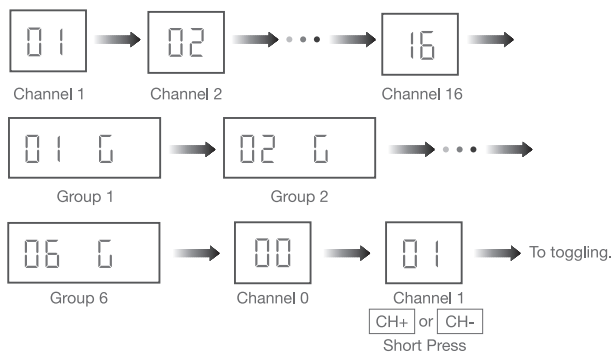 01 02 16
Channel 1 Channel 2 Channel 16
01 G 02 G
Group 1 Group 2
06 G 00 01 To toggling.
Group 6 Channel 0 Channel 1
CH+ or CH-
Short Press